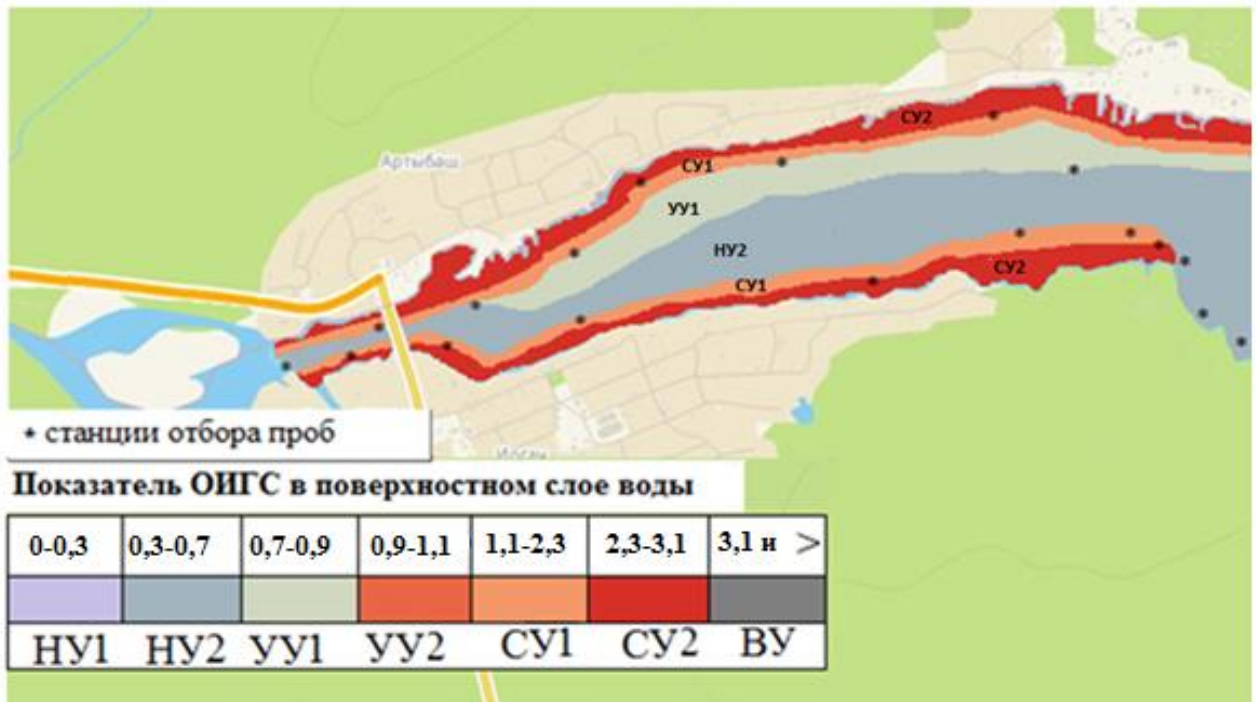 СУ2
Артыбаш
СУ1
УУ1
НУ2
СУ2
СУ1
• станции отбора проб
Показатель ОИГС в поверхностном слое воды
0-0,3 0,3-0,7 0,7-0,9 0,9-1,1 1,1-2,3 2,3-3,1 3,1 и >
НУ1 НУ2 УУ1 УУ2 СУ1 СУ2 ВУ